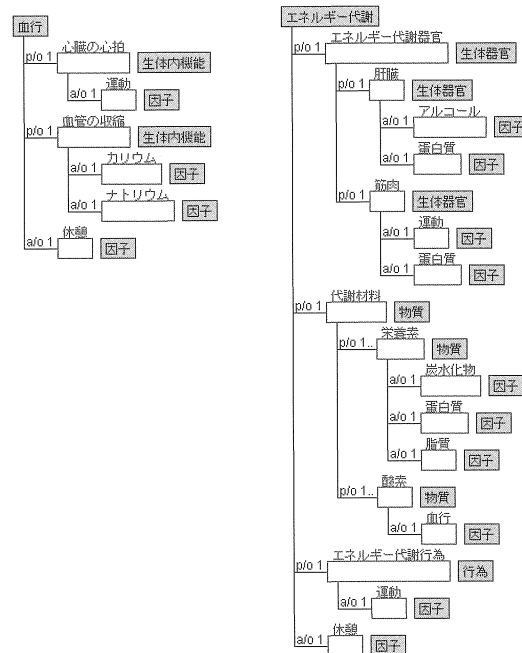 血行
心臓の心拍
p/o 1 生体内機能
運動
a/o 1 因子
血管の収縮
p/o 1 生体内機能
カリウム
a/o 1 因子
ナトリウム
a/o 1 因子
休憩
a/o 1 因子
エネルギー代謝
エネルギー代謝器官
p/o 1 生体器官
肝臓
p/o 1 生体器官
アルコール
a/o 1 因子
蛋白質
a/o 1 因子
筋肉
p/o 1 生体器官
運動
a/o 1 因子
蛋白質
a/o 1 因子
代謝材料
p/o 1 物質
栄養素
p/o 1.. 物質
炭水化物
a/o 1 因子
蛋白質
a/o 1 因子
脂質
a/o 1 因子
酸素
p/o 1.. 物質
血行
a/o 1 因子
エネルギー代謝行為
p/o 1 行為
運動
a/o 1 因子
休憩
a/o 1 因子